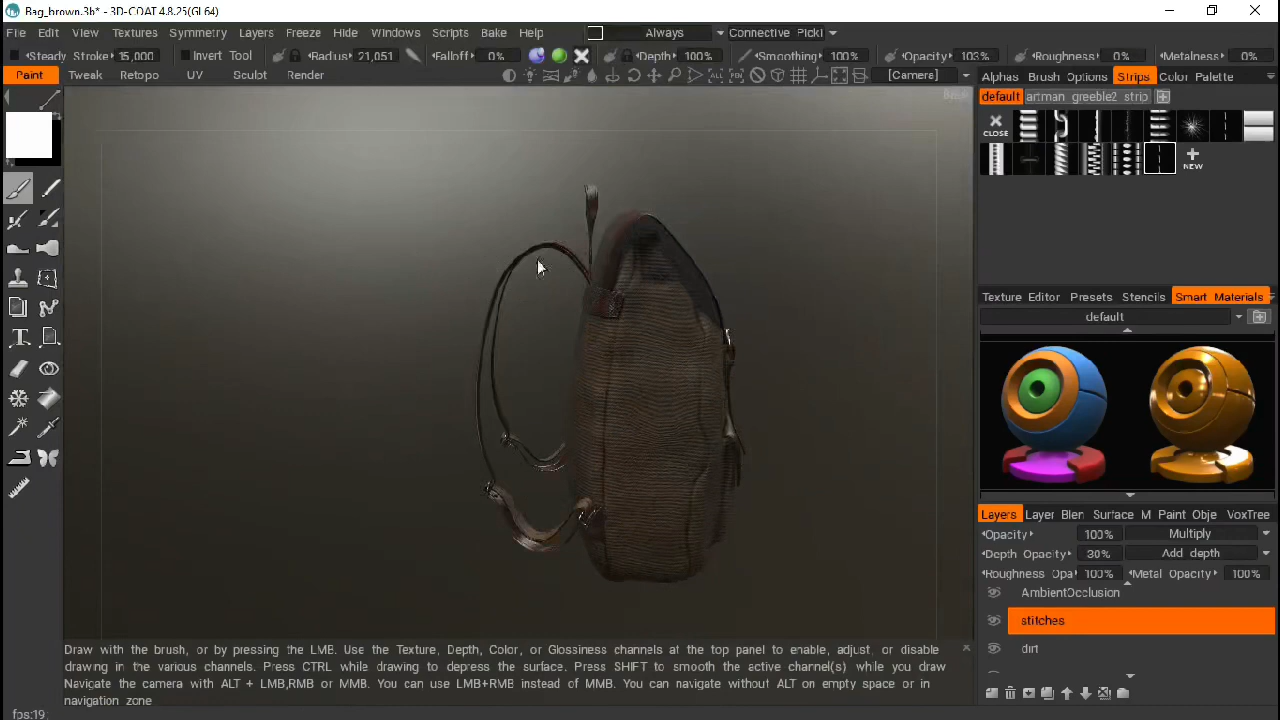 Bag_brown.3b* - 3D-COAT 4.8.25(GL64)
File Edit View Textures Symmetry Layers Freeze Hide Windows Scripts Bake Help Always Connective Picki
Steady Stroke 15,000 Invert Tool Radius 21,051 Falloff 0% Depth 100% Smoothing 100% Opacity 103% Roughness 0% Metalness 0%
Paint Tweak Retopo UV Sculpt Render ALL PEN [Camera] Alphas Brush Options Strips Color Palette
default artman greeble2 strip
CLOSE
NEW
Texture Editor Presets Stencils Smart Materials
default
Layers Layer Blen Surface M Paint Obje VoxTree
Opacity 100% Multiply
Depth Opacity 30% Add depth
Roughness Opa 100% Metal Opacity 100%
AmbientOcclusion
stitches
dirt
Draw with the brush, or by pressing the LMB. Use the Texture, Depth, Color, or Glossiness channels at the top panel to enable, adjust, or disable
drawing in the various channels. Press CTRL while drawing to depress the surface. Press SHIFT to smooth the active channel(s) while you draw
Navigate the camera with ALT + LMB,RMB or MMB. You can use LMB+RMB instead of MMB. You can navigate without ALT on empty space or in
navigation zone
fps:19;